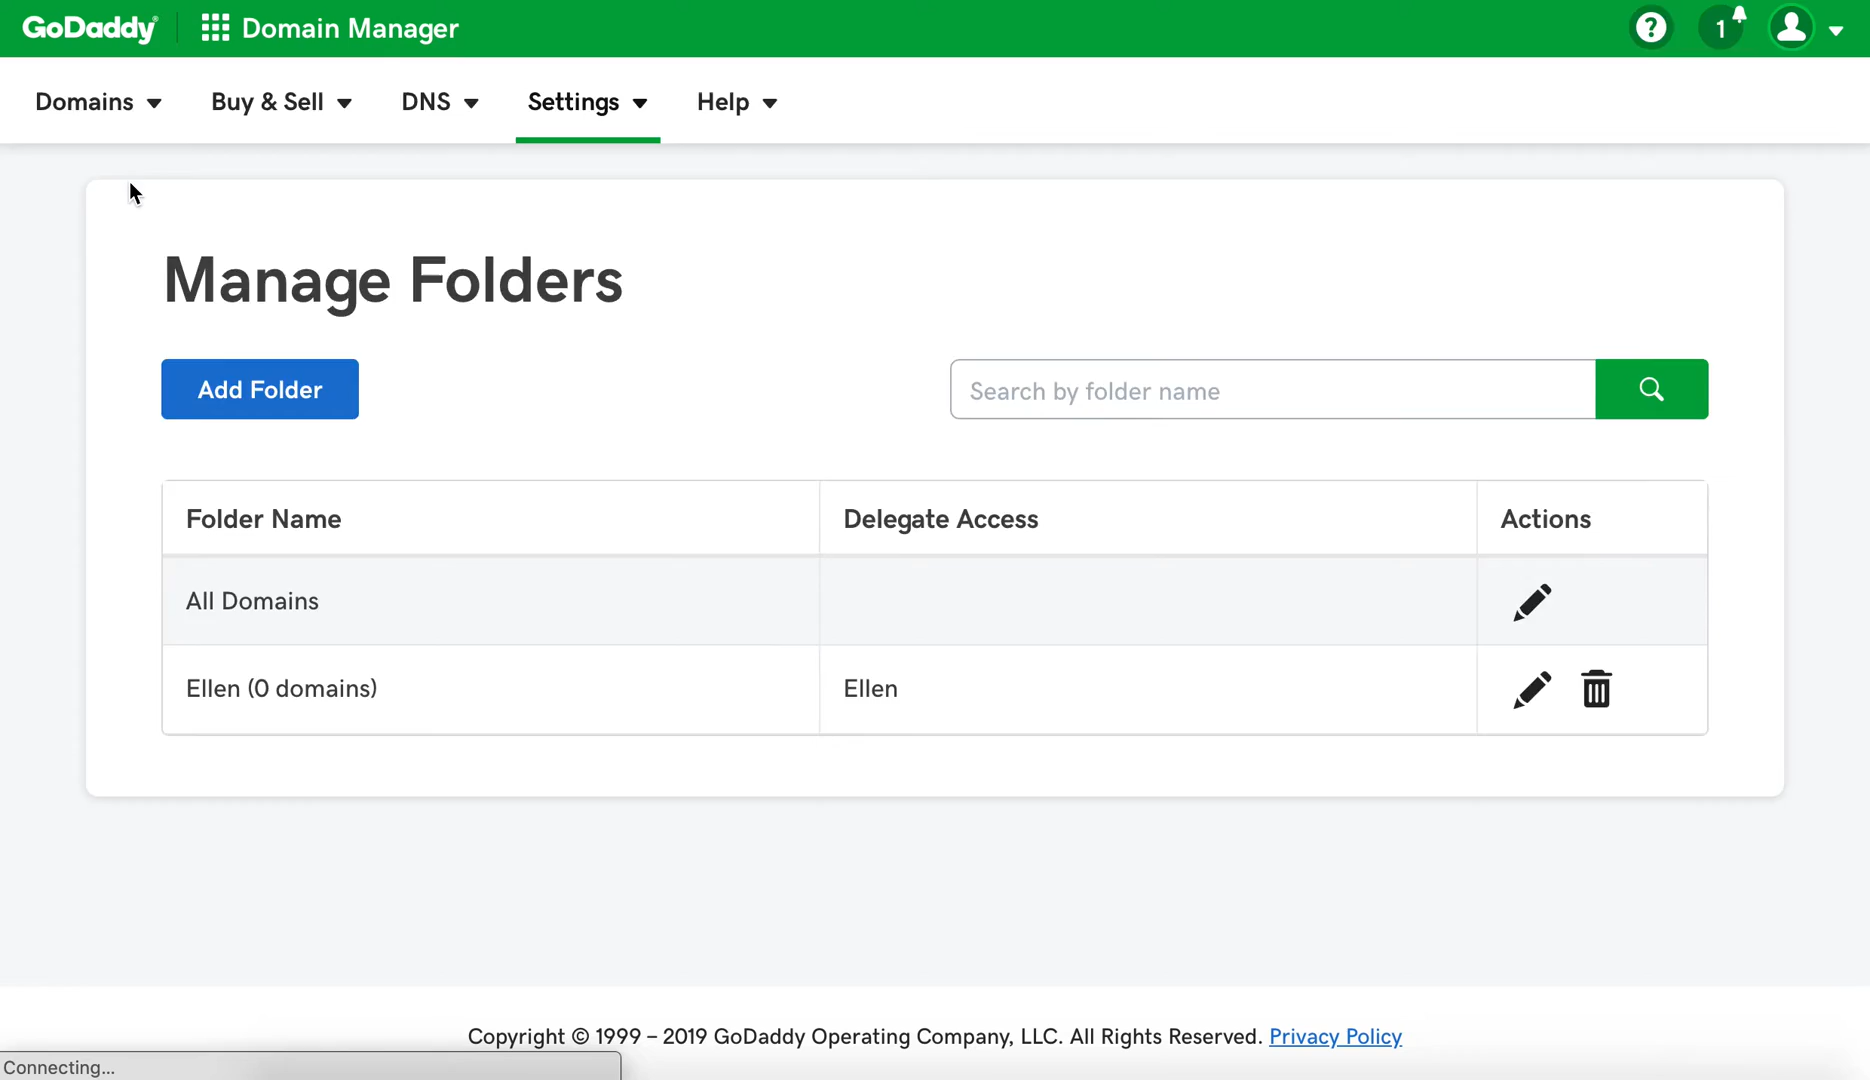 GoDaddy Domain Manager
1
Domains Buy & Sell DNS Settings Help
Manage Folders
Add Folder
Search by folder name
Folder Name Delegate Access Actions
All Domains
Ellen (0 domains) Ellen
Copyright © 1999 – 2019 GoDaddy Operating Company, LLC. All Rights Reserved. Privacy Policy
Connecting...